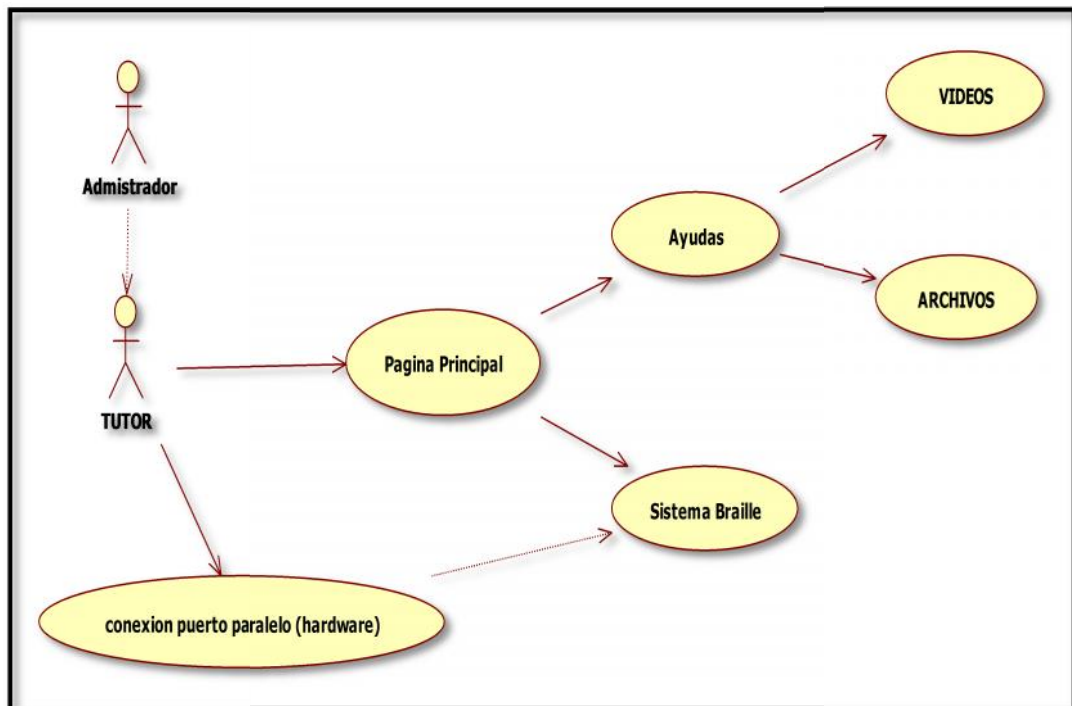 VIDEOS
Admistrador
Ayudas
ARCHIVOS
Pagina Principal
TUTOR
Sistema Braille
conexion puerto paralelo (hardware)